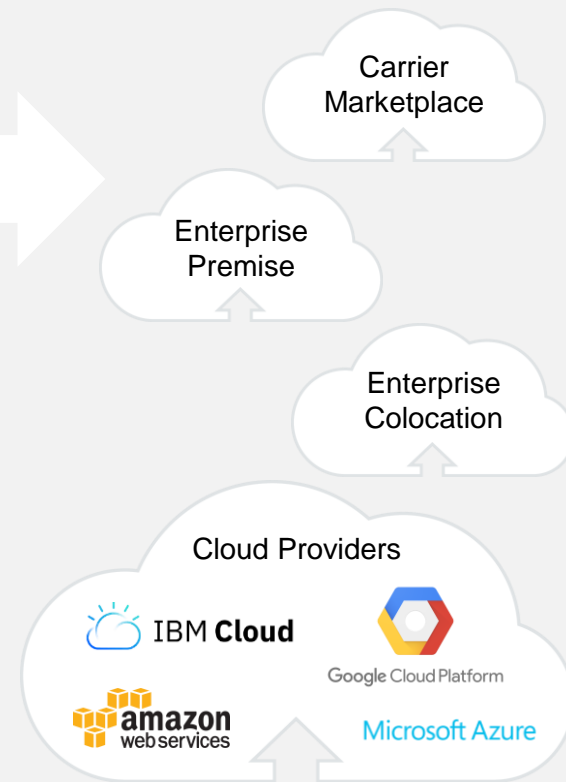 Carrier
Marketplace
Enterprise
Premise
Enterprise
Colocation
Cloud Providers
IBM Cloud
Google Cloud Platform
amazon
webservices
Microsoft Azure